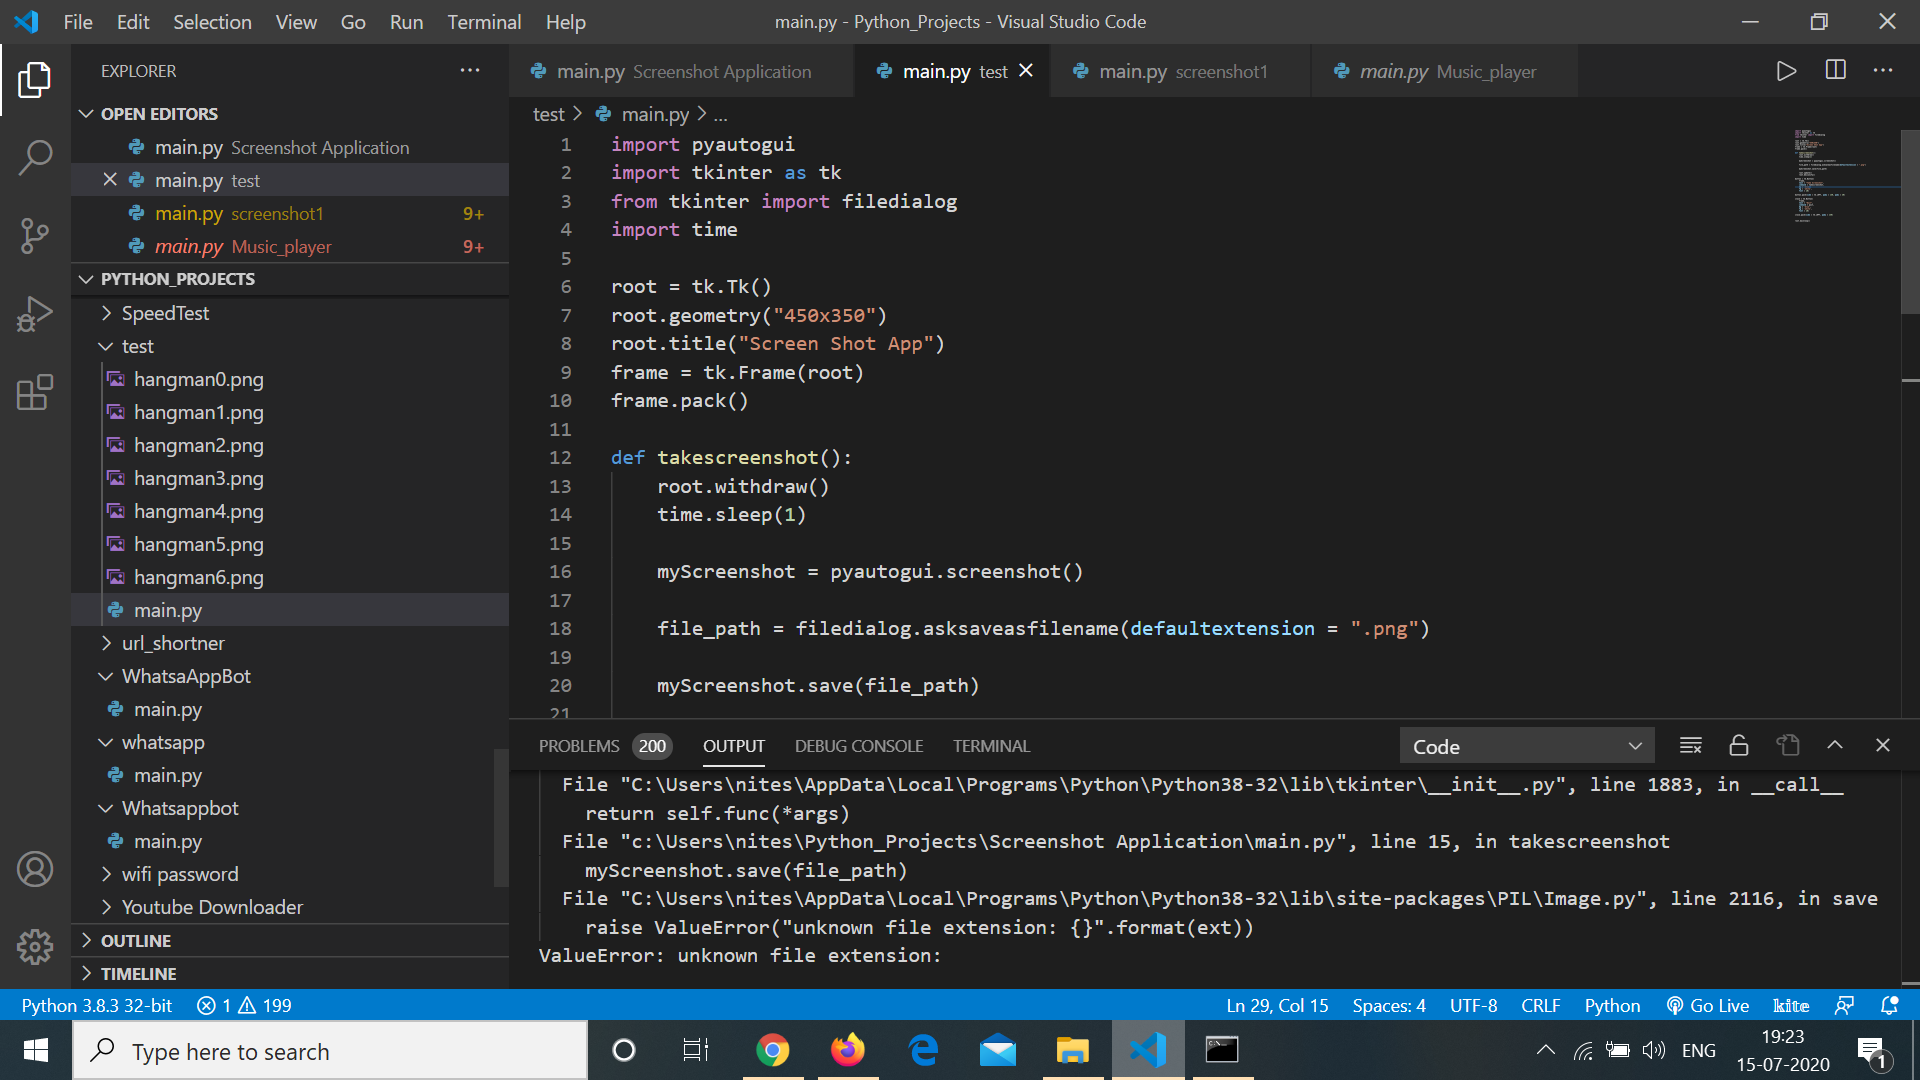 File Edit Selection View Go Run Terminal Help
main.py - Python_Projects - Visual Studio Code
EXPLORER
OPEN EDITORS
main.py Screenshot Application
main.py test
main.py screenshot1 9+
main.py Music_player 9+
PYTHON_PROJECTS
SpeedTest
test
hangman0.png
hangman1.png
hangman2.png
hangman3.png
hangman4.png
hangman5.png
hangman6.png
main.py
url_shortner
WhatsaAppBot
main.py
whatsapp
main.py
Whatsappbot
main.py
wifi password
Youtube Downloader
OUTLINE
TIMELINE
main.py Screenshot Application main.py test main.py screenshot1 main.py Music_player
test > main.py > ...
1 import pyautogui
2 import tkinter as tk
3 from tkinter import filedialog
4 import time
5
6 root = tk.Tk()
7 root.geometry("450x350")
8 root.title("Screen Shot App")
9 frame = tk.Frame(root)
10 frame.pack()
11
12 def takescreenshot():
13 root.withdraw()
14 time.sleep(1)
15
16 myScreenshot = pyautogui.screenshot()
17
18 file_path = filedialog.asksaveasfilename(defaultextension = ".png")
19
20 myScreenshot.save(file_path)
21
PROBLEMS 200 OUTPUT DEBUG CONSOLE TERMINAL Code
File "C:\Users\nites\AppData\Local\Programs\Python\Python38-32\lib\tkinter\__init__.py", line 1883, in __call__
return self.func(*args)
File "c:\Users\nites\Python_Projects\Screenshot Application\main.py", line 15, in takescreenshot
myScreenshot.save(file_path)
File "C:\Users\nites\AppData\Local\Programs\Python\Python38-32\lib\site-packages\PIL\Image.py", line 2116, in save
raise ValueError("unknown file extension: {}".format(ext))
ValueError: unknown file extension:
Python 3.8.3 32-bit 1 199 Ln 29, Col 15 Spaces: 4 UTF-8 CRLF Python Go Live kite
Type here to search
ENG
19:23
15-07-2020
1